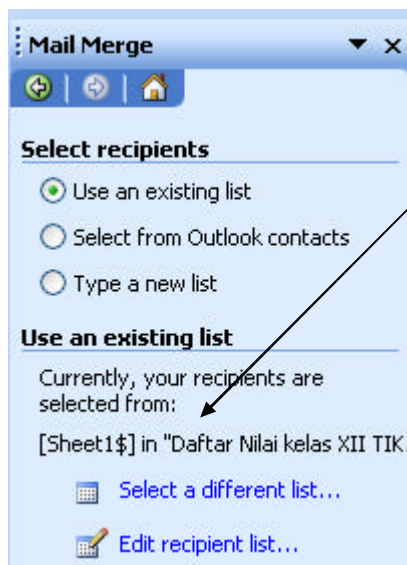 Mail Merge
Select recipients
Use an existing list
Select from Outlook contacts
Type a new list
Use an existing list
Currently, your recipients are
selected from:
[Sheet1$] in "Daftar Nilai kelas XII TIK.
Select a different list...
Edit recipient list...